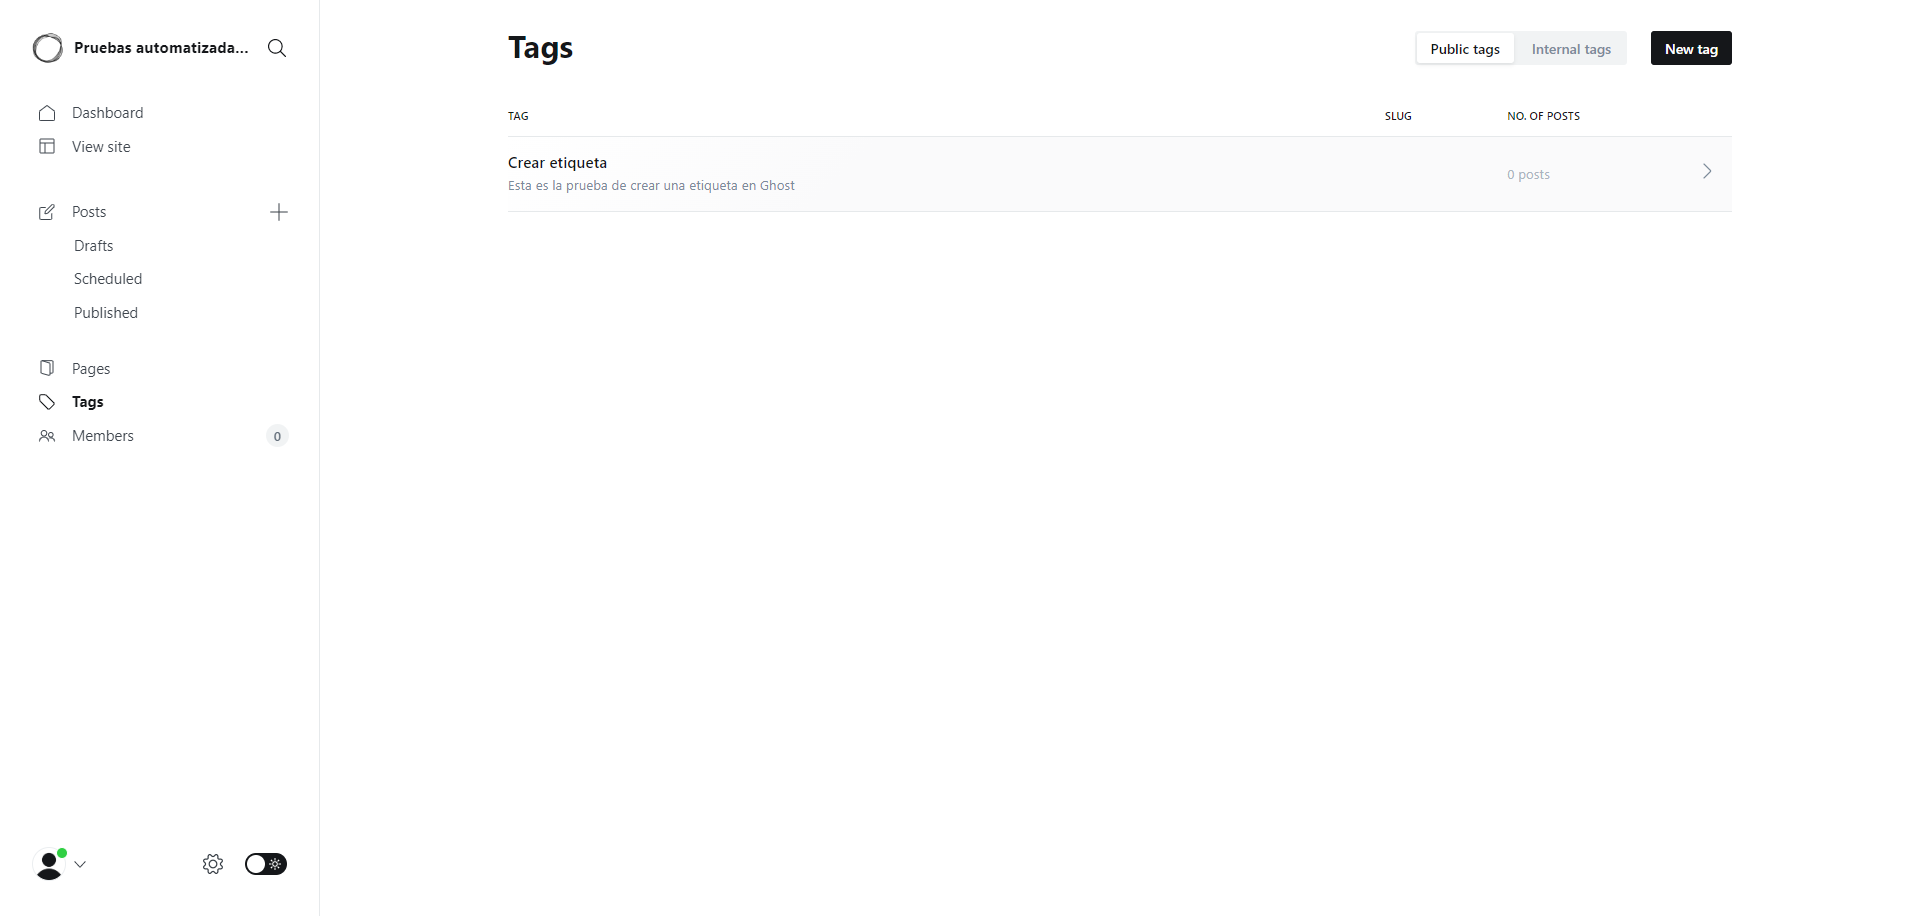 Pruebas automatizada...
Dashboard
View site
Posts
Drafts
Scheduled
Published
Pages
Tags
Members 0
Tags
Public tags Internal tags New tag
TAG SLUG NO. OF POSTS
Crear etiqueta
Esta es la prueba de crear una etiqueta en Ghost
0 posts